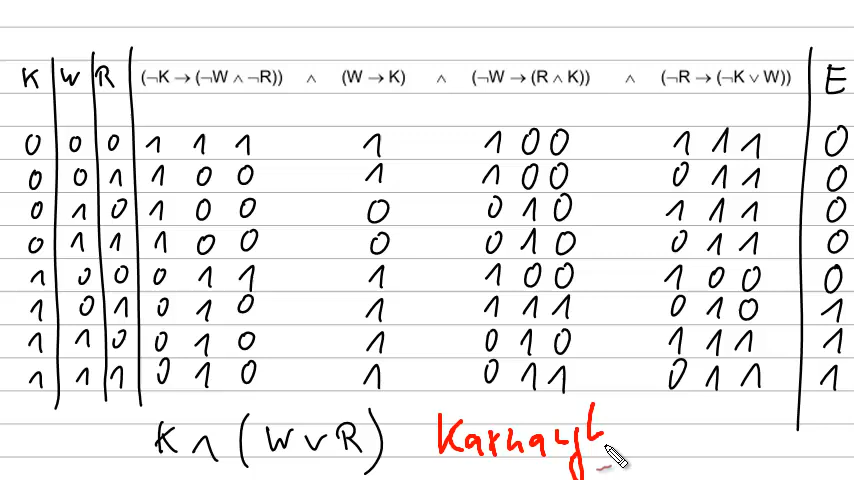 K W R (¬K → (¬W ∧ ¬R)) ∧ (W → K) ∧ (¬W → (R ∧ K)) ∧ (¬R → (¬K ∨ W)) E
0 0 0 1 1 1 1 1 0 0 1 1 1 0
0 0 1 1 0 0 1 1 0 0 0 1 1 0
0 1 0 1 0 0 0 0 1 0 1 1 1 0
0 1 1 1 0 0 0 0 1 0 0 1 1 0
1 0 0 0 1 1 1 1 0 0 1 0 0 0
1 0 1 0 1 0 1 1 1 1 0 1 0 1
1 1 0 0 1 0 1 0 1 0 1 1 1 1
1 1 1 0 1 0 1 0 1 1 0 1 1 1
K ∧ (W ∨ R) Karnaugh